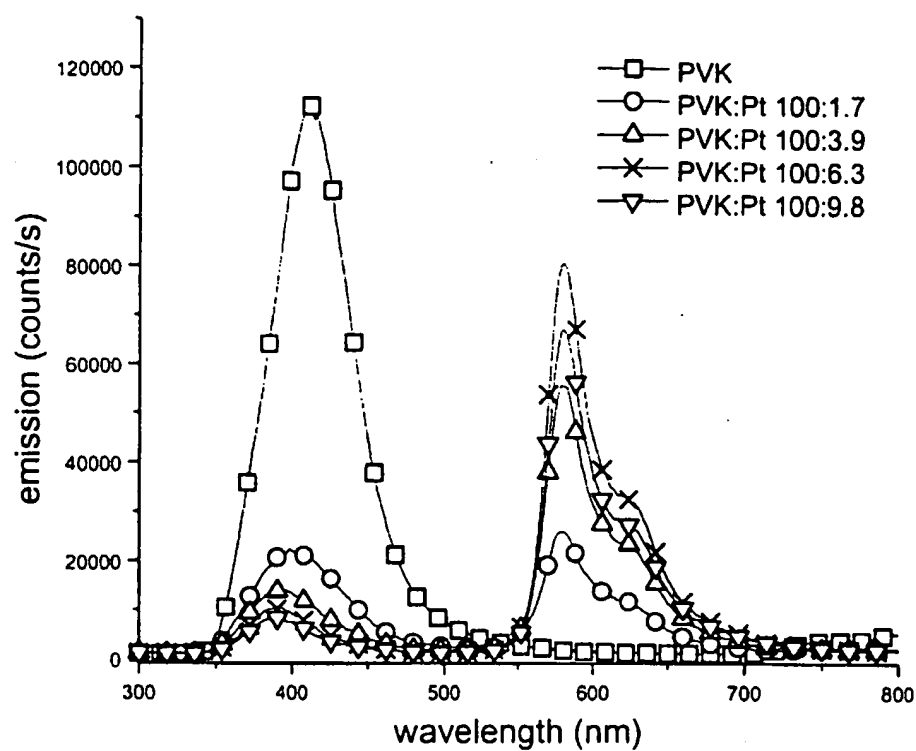 120000
100000
80000
60000
40000
20000
0
emission (counts/s)
PVK
PVK:Pt 100:1.7
PVK:Pt 100:3.9
PVK:Pt 100:6.3
PVK:Pt 100:9.8
300 400 500 600 700 800
wavelength (nm)